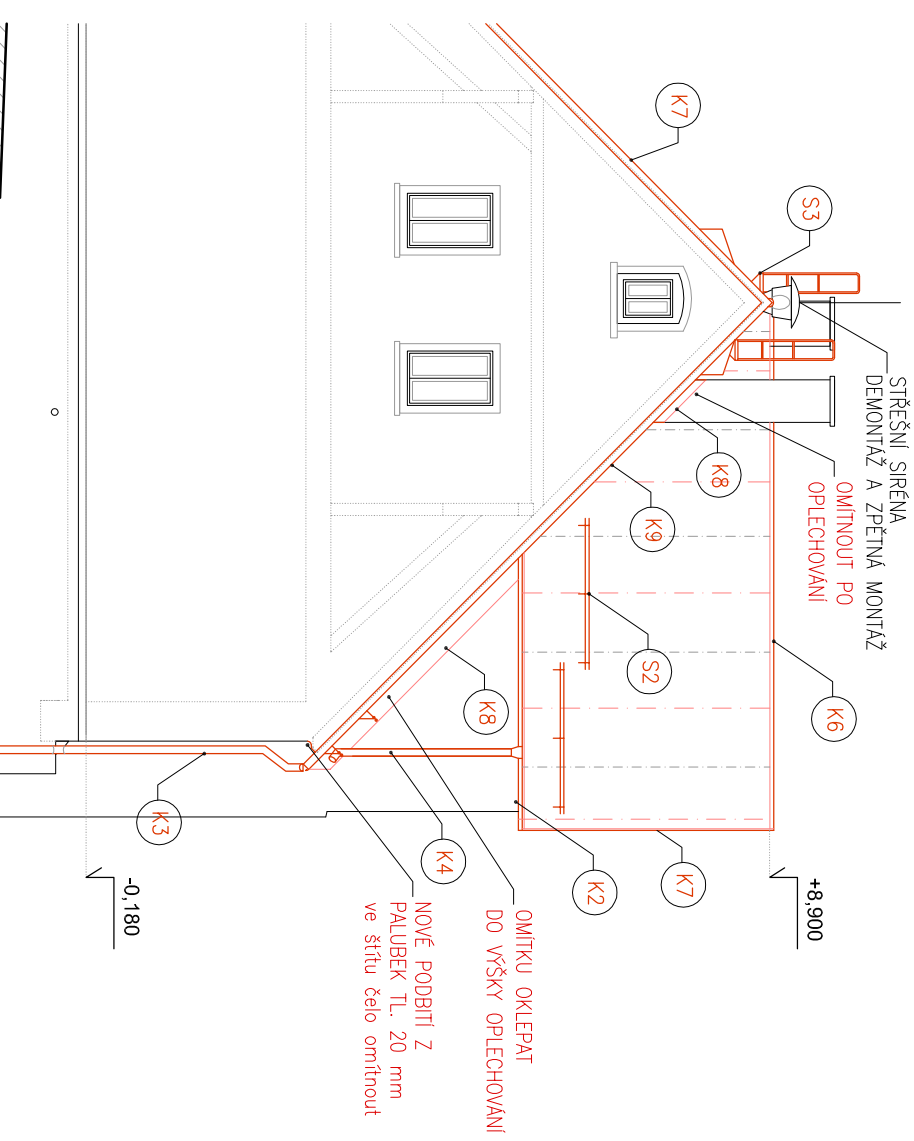 STŘEŠNÍ SIRÉNA
DEMONTÁŽ A ZPĚTNÁ MONTÁŽ
OMÍTNOUT PO
OPLECHOVÁNÍ
K7
S3
K8
K9
S2
K6
K8
K3
K4
K2
K7
+8,900
-0,180
OMÍTKU OKLEPAT
DO VÝŠKY OPLECHOVÁNÍ
NOVÉ PODBITÍ Z
PALUBEK TL. 20 mm
ve štítu čelo omítnout